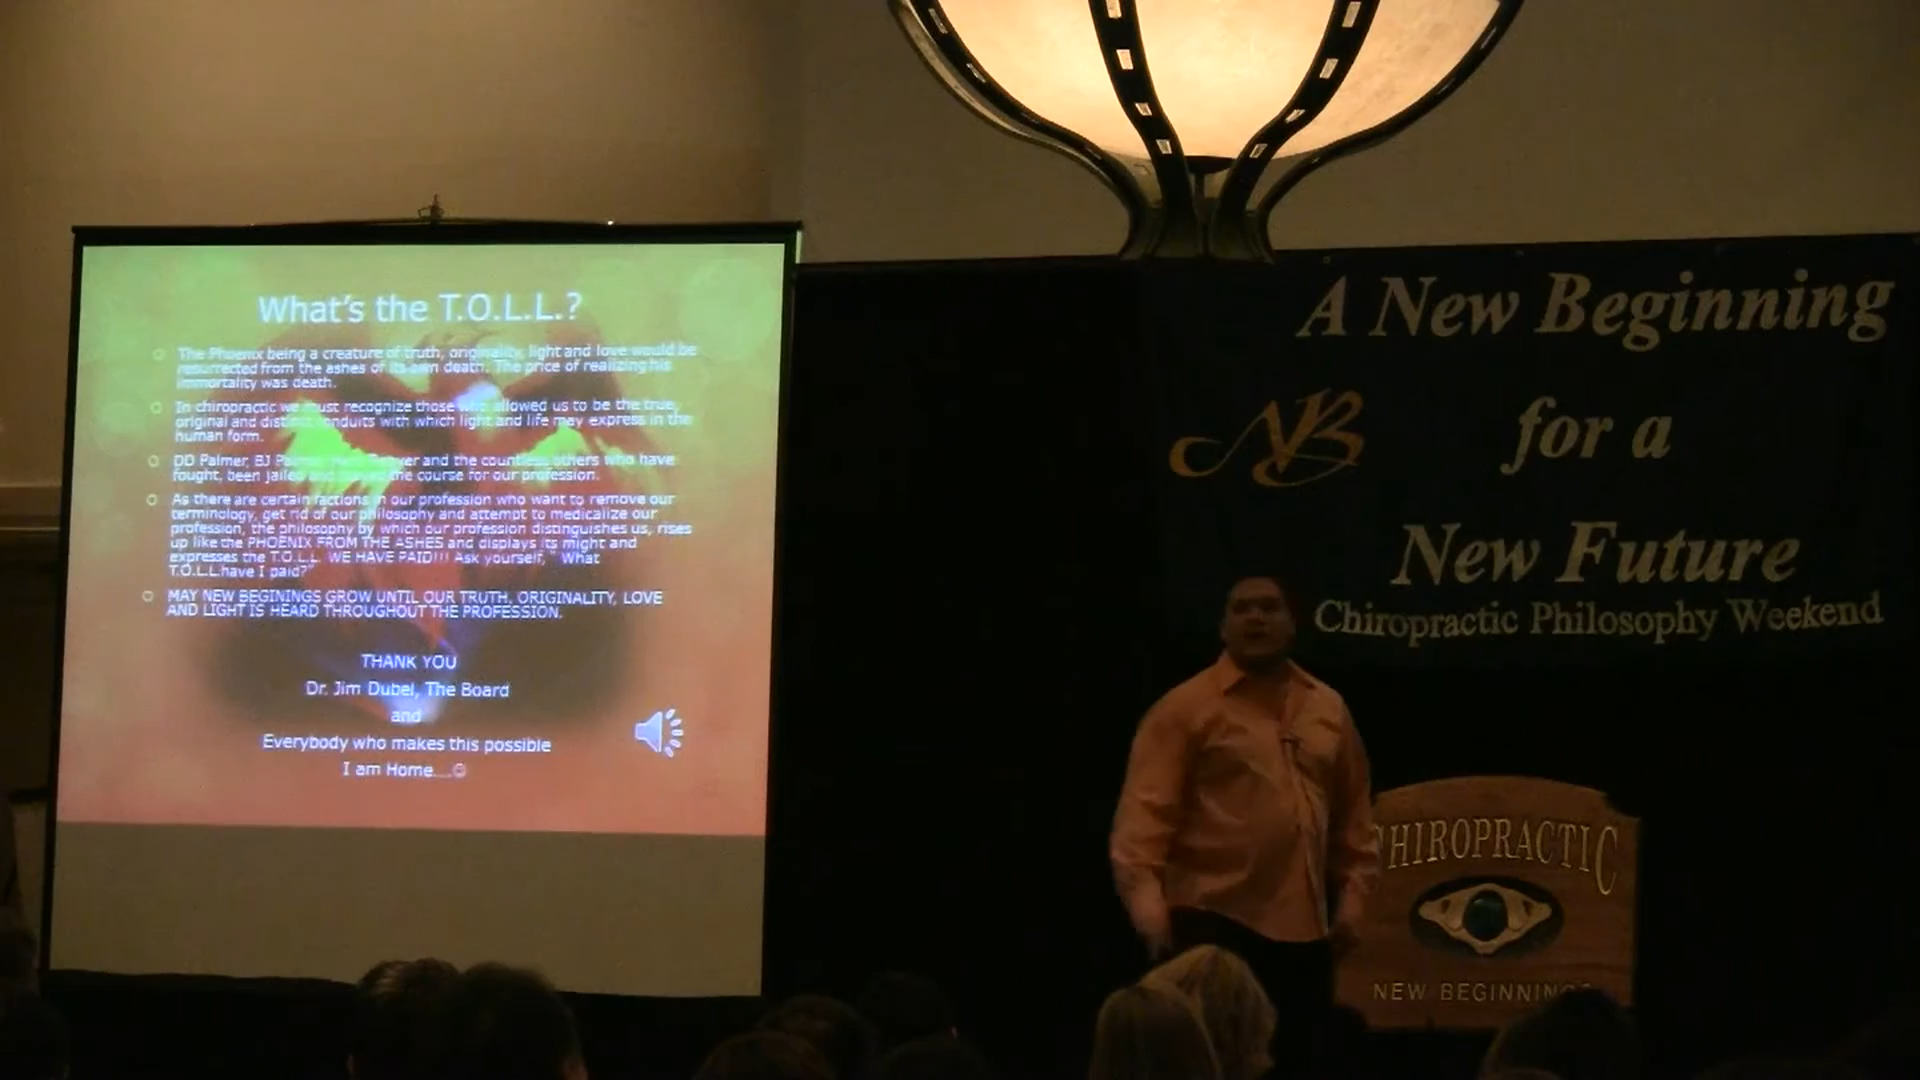 What's the T.O.L.L.?
The Phoenix being a creature of truth, originality, light and love would be
resurrected from the ashes of its own death. The price of realizing his
immortality was death.
In chiropractic we must recognize those who allowed us to be the true,
original and distinct conduits with which light and life may express in the
human form.
DD Palmer, BJ Palmer, and the countless others who have
fought, been jailed and the course for our profession.
As there are certain factions in our profession who want to remove our
terminology, get rid of our philosophy and attempt to medicalize our
profession, the philosophy by which our profession distinguishes us, rises
up like the PHOENIX FROM THE ASHES and displays its might and
expresses the T.O.L.L. WE HAVE PAID!!! Ask yourself, " What
T.O.L.L.have I paid?"
MAY NEW BEGININGS GROW UNTIL OUR TRUTH, ORIGINALITY, LOVE
AND LIGHT IS HEARD THROUGHOUT THE PROFESSION.
THANK YOU
Dr. Jim Dubel, The Board
and
Everybody who makes this possible
I am Home....☺
A New Beginning
NB
for a
New Future
Chiropractic Philosophy Weekend
CHIROPRACTIC
NEW BEGINNINGS